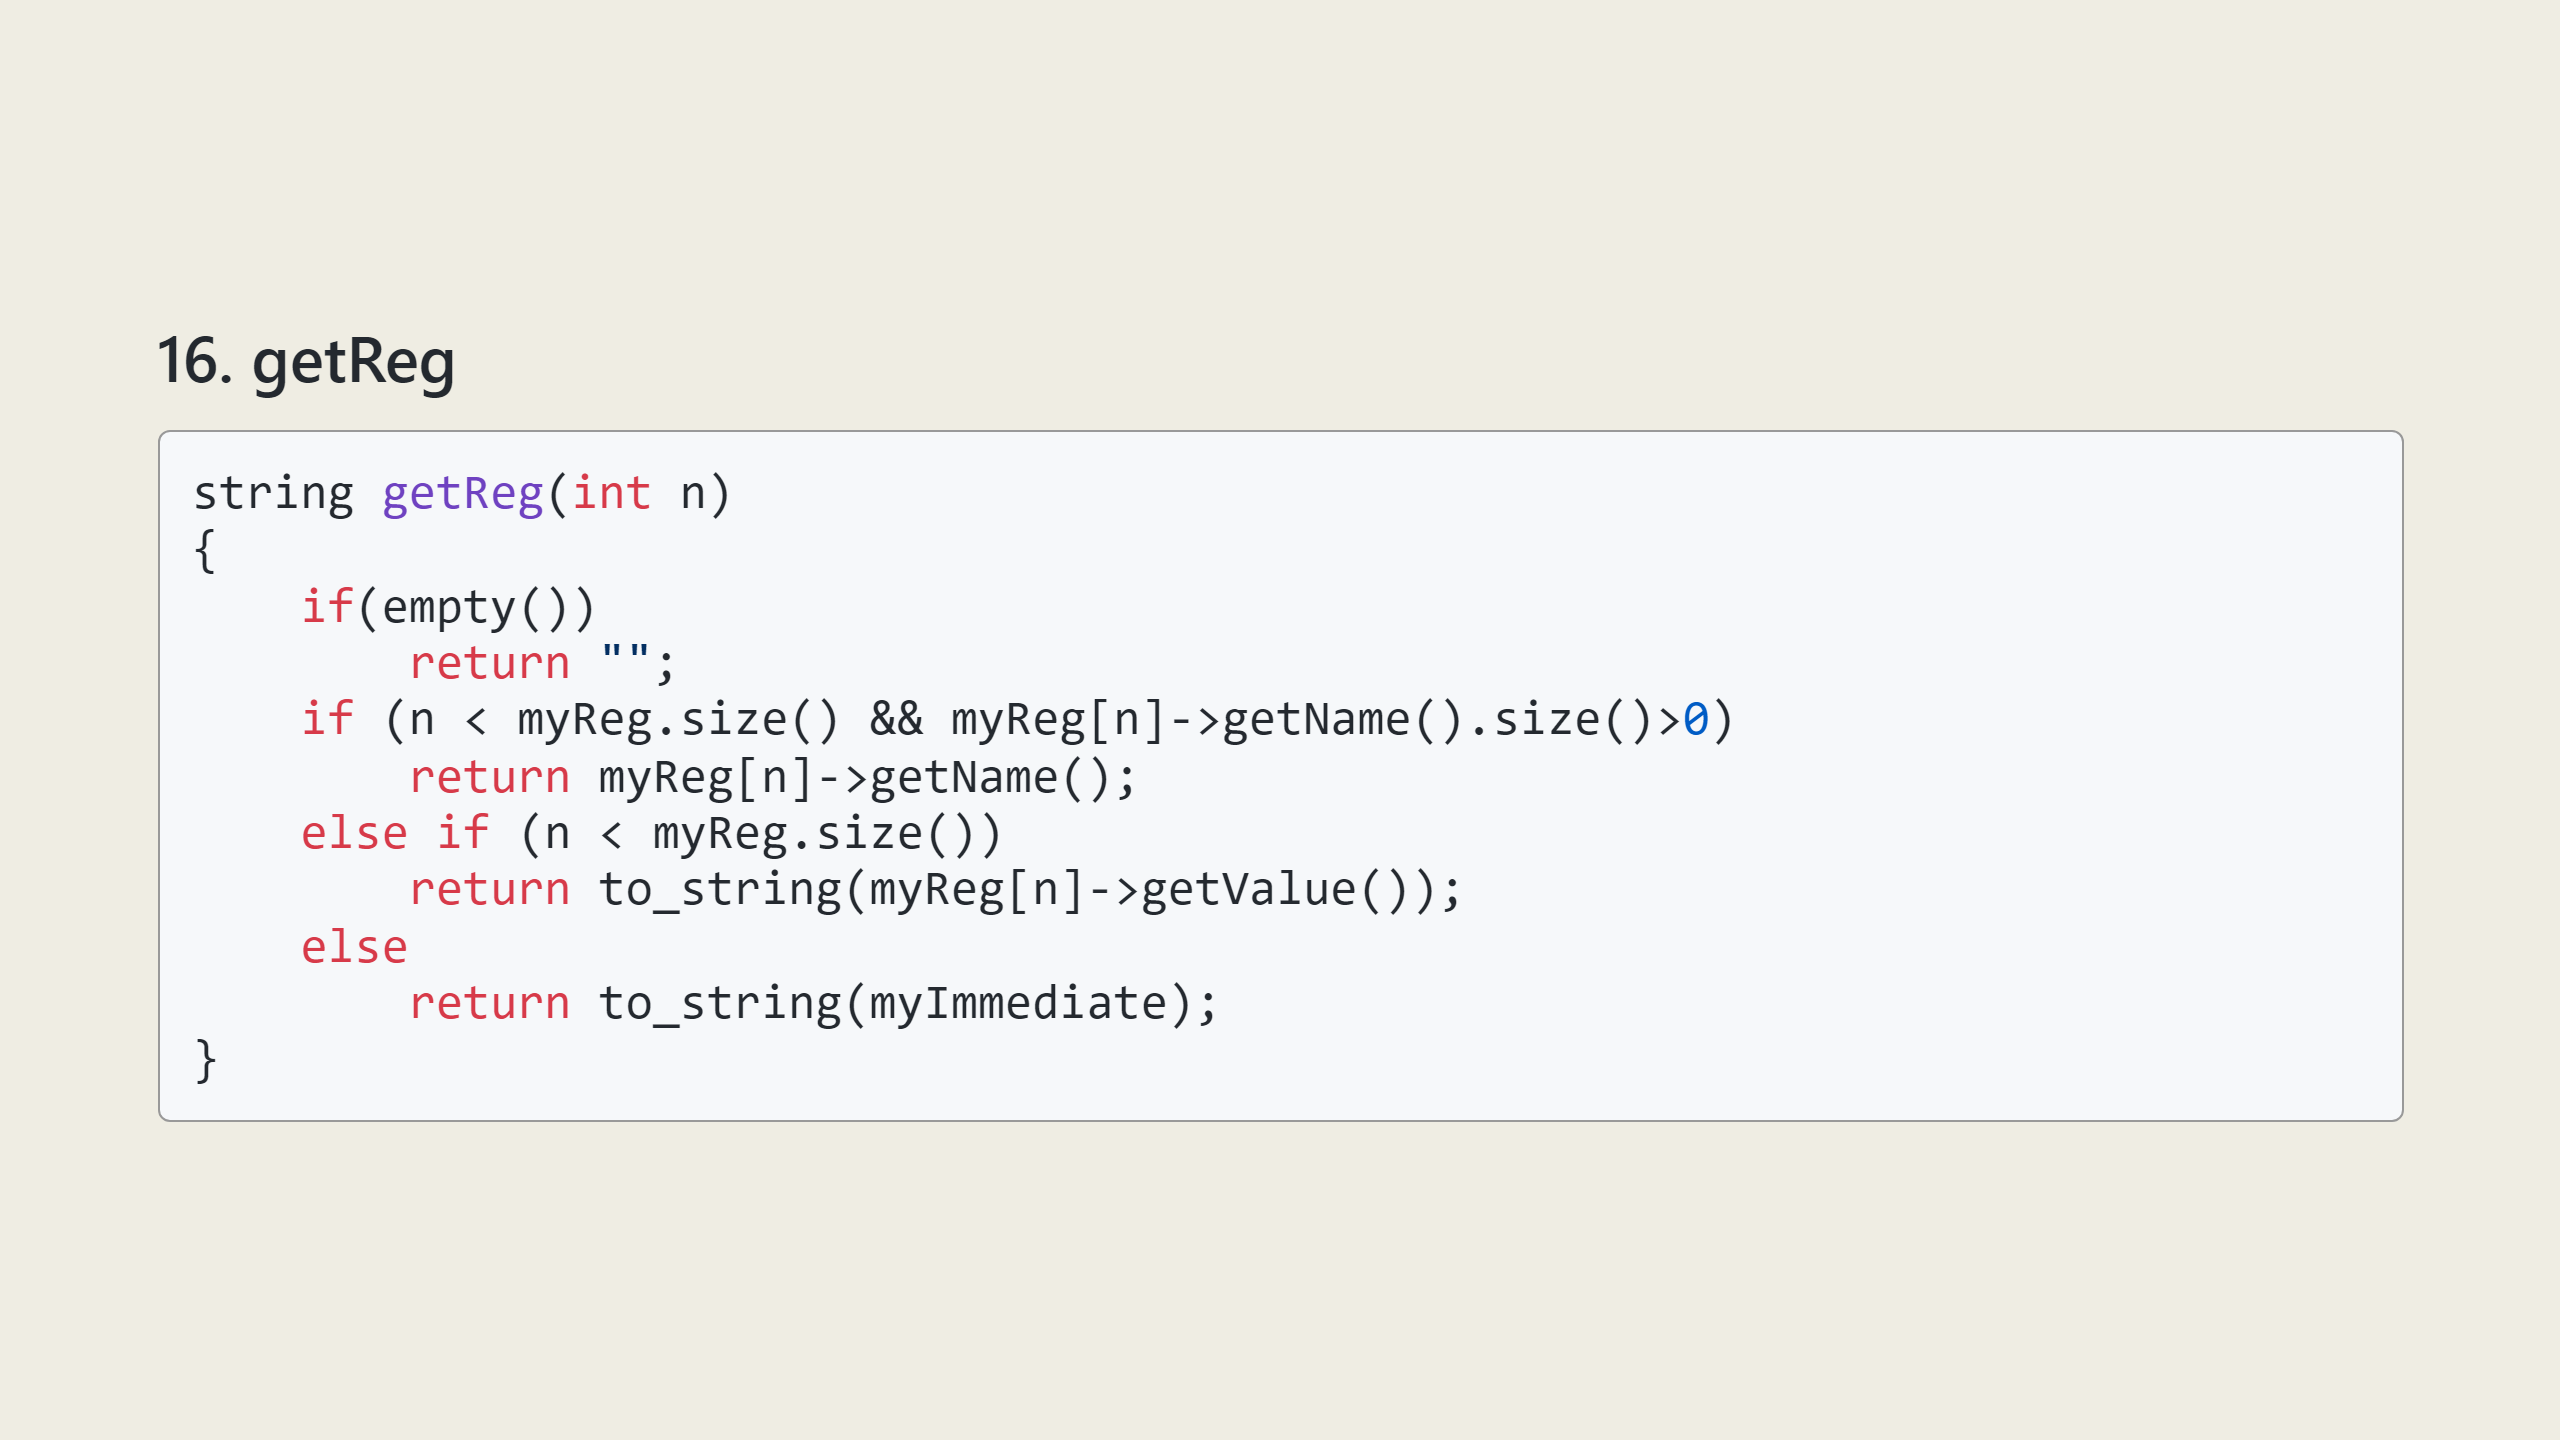 16. getReg
string getReg(int n)
{
    if(empty())
        return "";
    if (n < myReg.size() && myReg[n]->getName().size()>0)
        return myReg[n]->getName();
    else if (n < myReg.size())
        return to_string(myReg[n]->getValue());
    else
        return to_string(myImmediate);
}